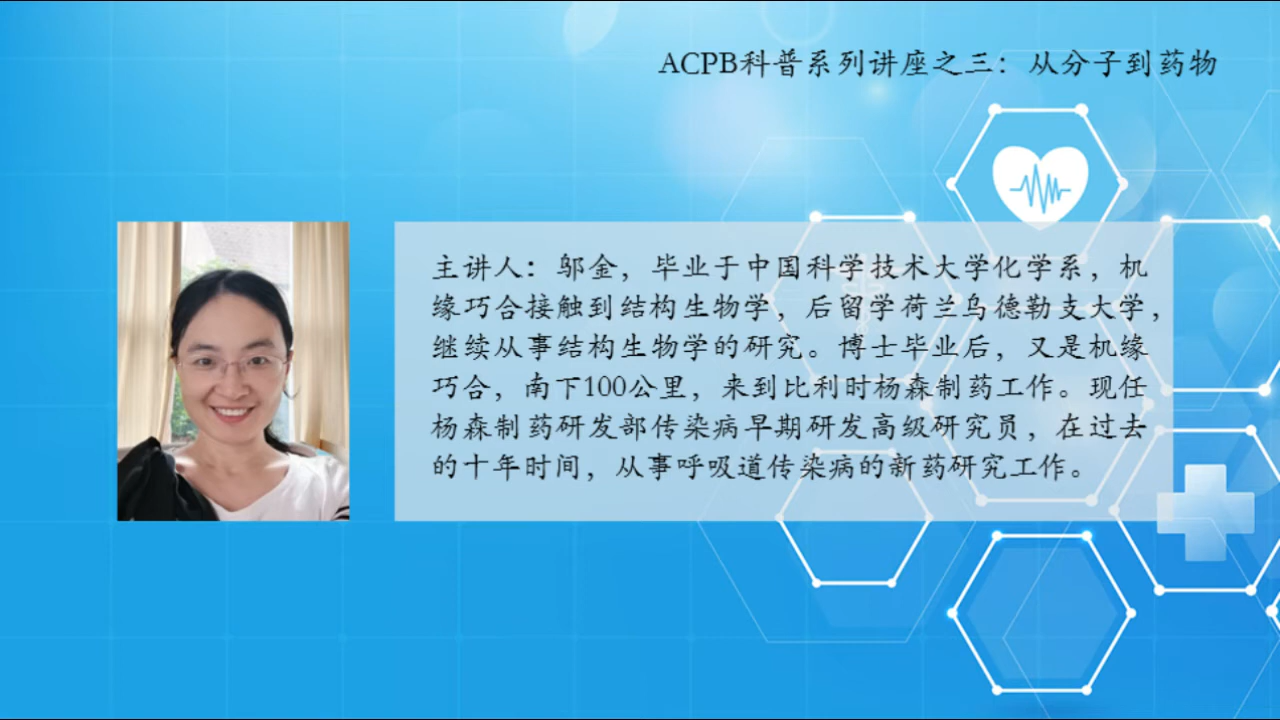 ACPB科普系列讲座之三：从分子到药物
主讲人：邬金，毕业于中国科学技术大学化学系，机
缘巧合接触到结构生物学，后留学荷兰乌德勒支大学，
继续从事结构生物学的研究。博士毕业后，又是机缘
巧合，南下100公里，来到比利时杨森制药工作。现任
杨森制药研发部传染病早期研发高级研究员，在过去
的十年时间，从事呼吸道传染病的新药研究工作。